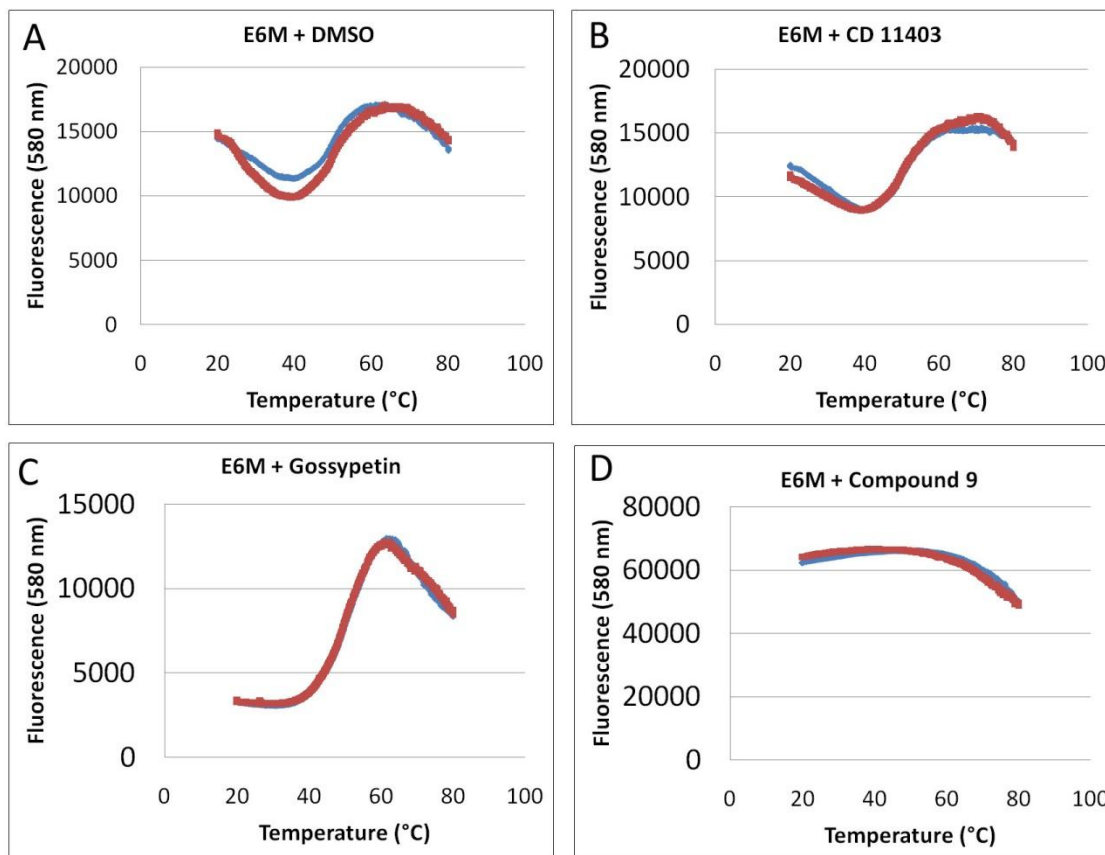 A
E6M + DMSO
Fluorescence (580 nm)
20000
15000
10000
5000
0
0 20 40 60 80 100
Temperature (°C)
B
E6M + CD 11403
Fluorescence (580 nm)
20000
15000
10000
5000
0
0 20 40 60 80 100
Temperature (°C)
C
E6M + Gossypetin
Fluorescence (580 nm)
15000
10000
5000
0
0 20 40 60 80 100
Temperature (°C)
D
E6M + Compound 9
Fluorescence (580 nm)
80000
60000
40000
20000
0
0 20 40 60 80 100
Temperature (°C)